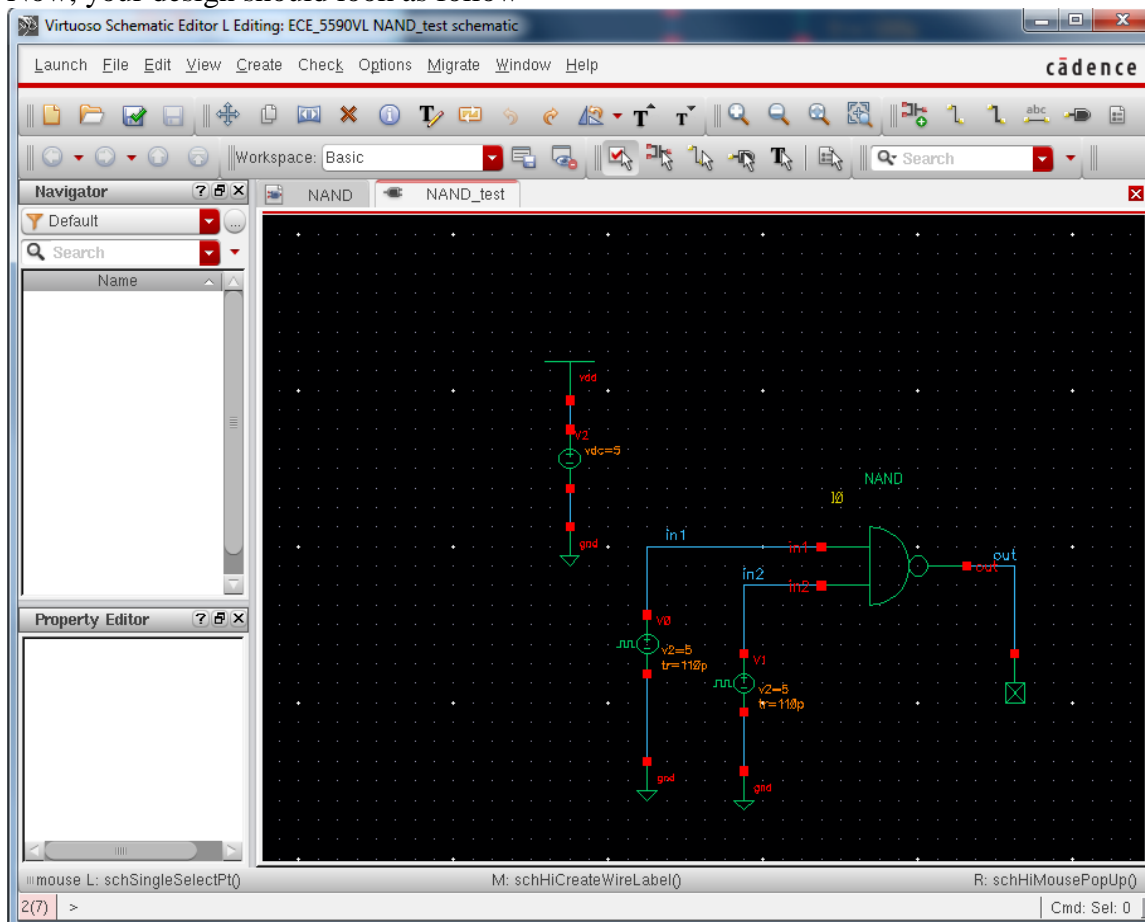 Now, your design should look as follow
Virtuoso Schematic Editor L Editing: ECE_5590VL NAND_test schematic
Launch File Edit View Create Check Options Migrate Window Help
cādence
abc
Workspace: Basic
Search
Navigator
NAND
NAND_test
Default
Search
Name
vdd
V2
vdc=5
gnd
NAND
I0
in1
in1
in2
in2
out
out
V0
v2=5
tr=110p
V1
v2=5
tr=110p
gnd
gnd
Property Editor
mouse L: schSingleSelectPt()
M: schHiCreateWireLabel()
R: schHiMousePopUp()
2(7) >
Cmd: Sel: 0